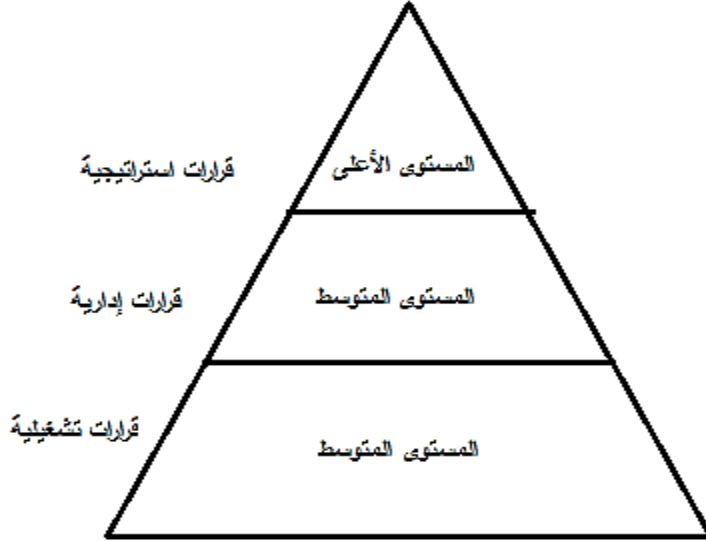 قرارات استراتيجية
المستوى الأعلى
قرارات إدارية
المستوى المتوسط
قرارات تشغيلية
المستوى المتوسط